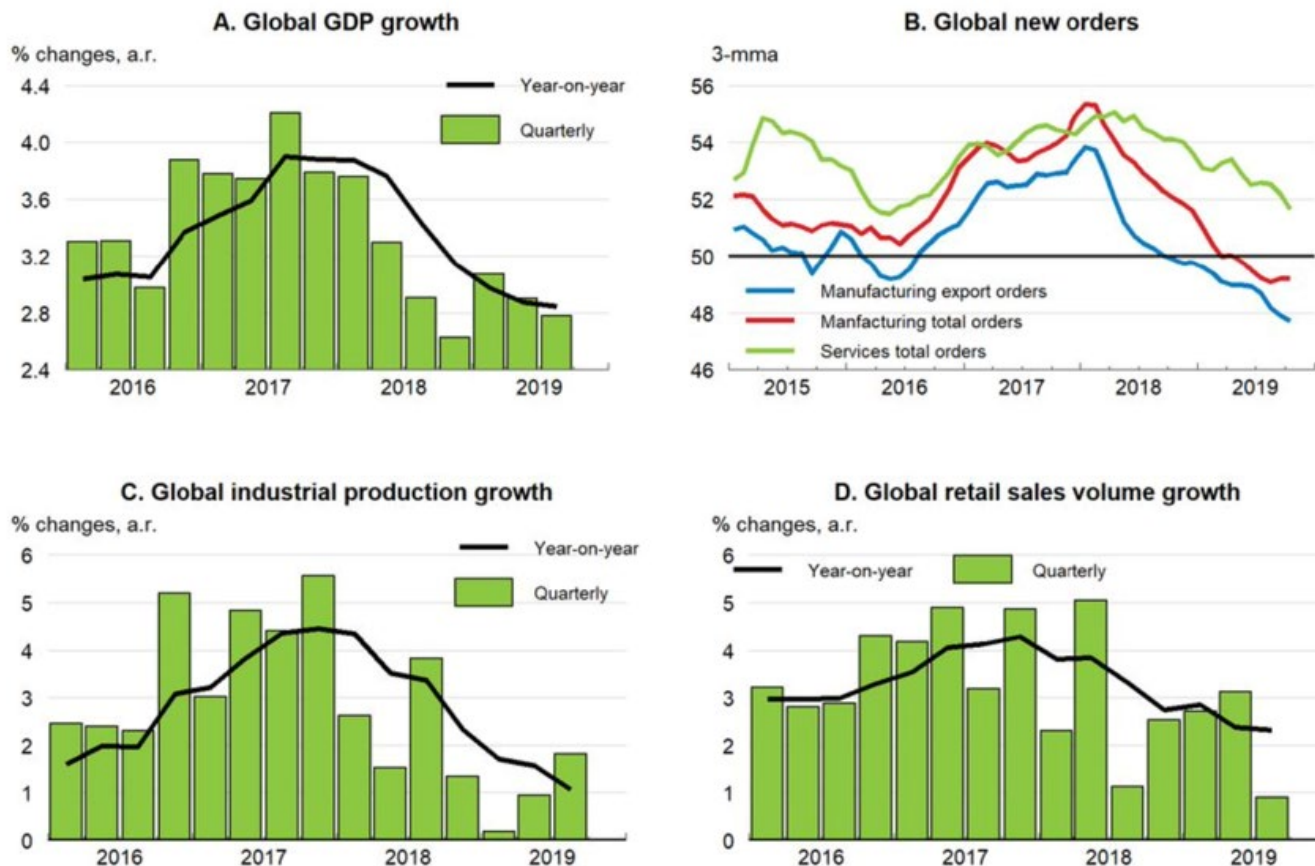 A. Global GDP growth
% changes, a.r.
Year-on-year
Quarterly
4.4
4.0
3.6
3.2
2.8
2.4
2016 2017 2018 2019
B. Global new orders
3-mma
56
54
52
50
48
46
Manufacturing export orders
Manfacturing total orders
Services total orders
2015 2016 2017 2018 2019
C. Global industrial production growth
% changes, a.r.
Year-on-year
Quarterly
6
5
4
3
2
1
0
2016 2017 2018 2019
D. Global retail sales volume growth
% changes, a.r.
Year-on-year Quarterly
6
5
4
3
2
1
0
2016 2017 2018 2019